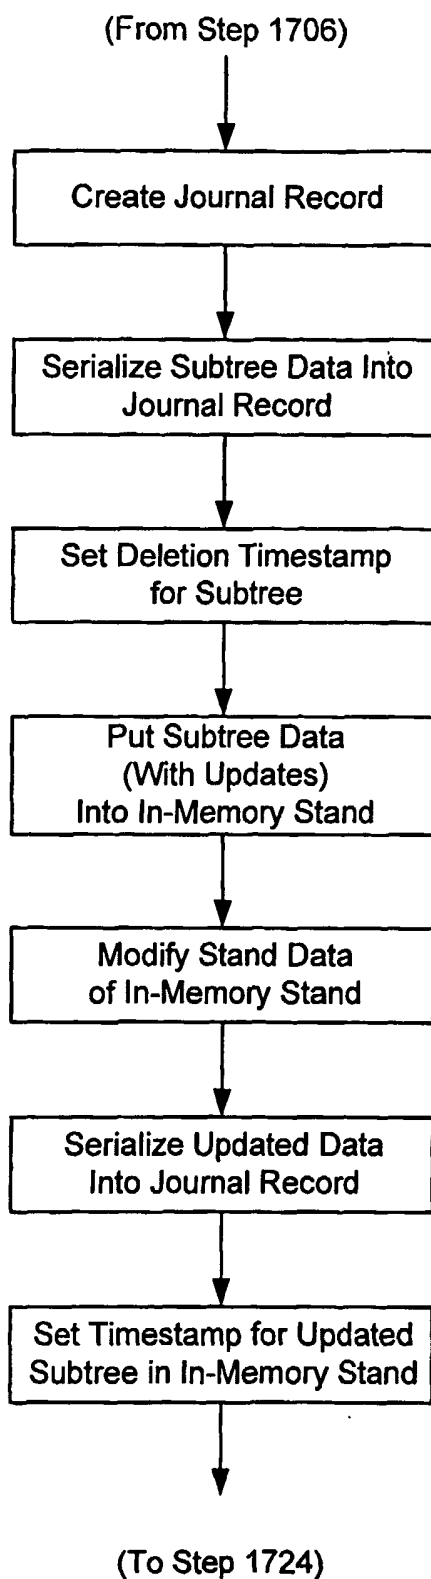 (From Step 1706)
Create Journal Record
Serialize Subtree Data Into
Journal Record
Set Deletion Timestamp
for Subtree
Put Subtree Data
(With Updates)
Into In-Memory Stand
Modify Stand Data
of In-Memory Stand
Serialize Updated Data
Into Journal Record
Set Timestamp for Updated
Subtree in In-Memory Stand
(To Step 1724)